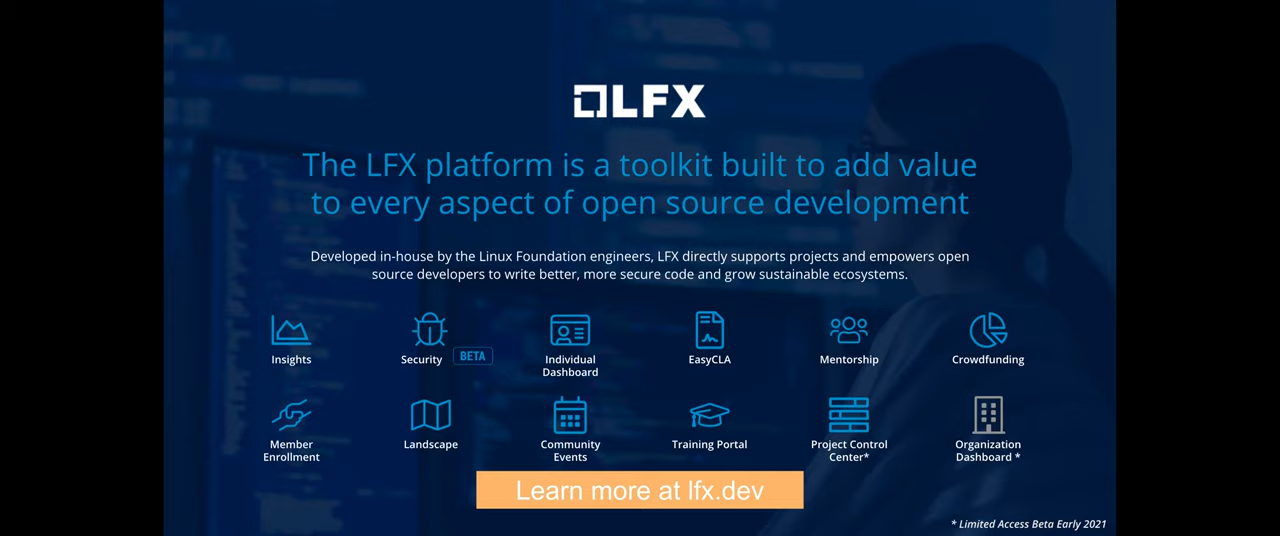 LFX
The LFX platform is a toolkit built to add value
to every aspect of open source development
Developed in-house by the Linux Foundation engineers, LFX directly supports projects and empowers open
source developers to write better, more secure code and grow sustainable ecosystems.
Insights
Security BETA
Individual
Dashboard
EasyCLA
Mentorship
Crowdfunding
Member
Enrollment
Landscape
Community
Events
Training Portal
Project Control
Center*
Organization
Dashboard *
Learn more at lfx.dev
* Limited Access Beta Early 2021